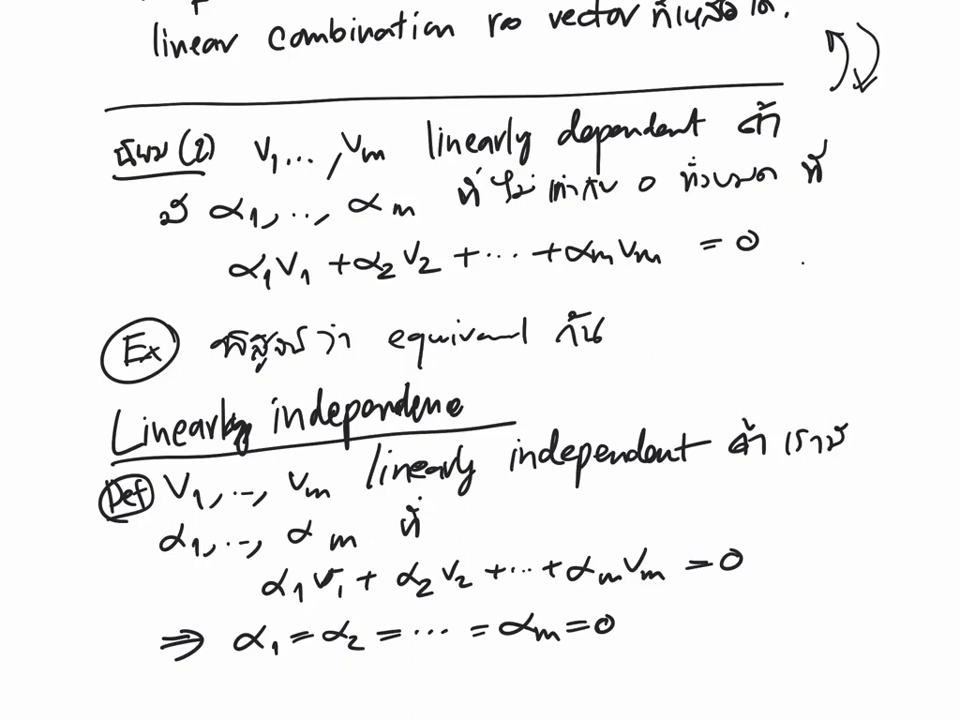 linear combination ของ vector ที่เหลือได้.
นิยาม (2) V₁, ..., Vₘ linearly dependent ถ้า
มี α₁, .., αₘ ที่ ไม่ เท่ากับ 0 ทั้งหมด ที่
α₁V₁ + α₂V₂ + ... + αₘVₘ = 0
Ex พิสูจน์ว่า equivanl กัน
Linearly independene
Def V₁, .., Vₘ linearly independent ถ้า เรามี
α₁, .., αₘ ที่
α₁V₁ + α₂V₂ + ... + αₘVₘ = 0
⇒ α₁ = α₂ = ... = αₘ = 0